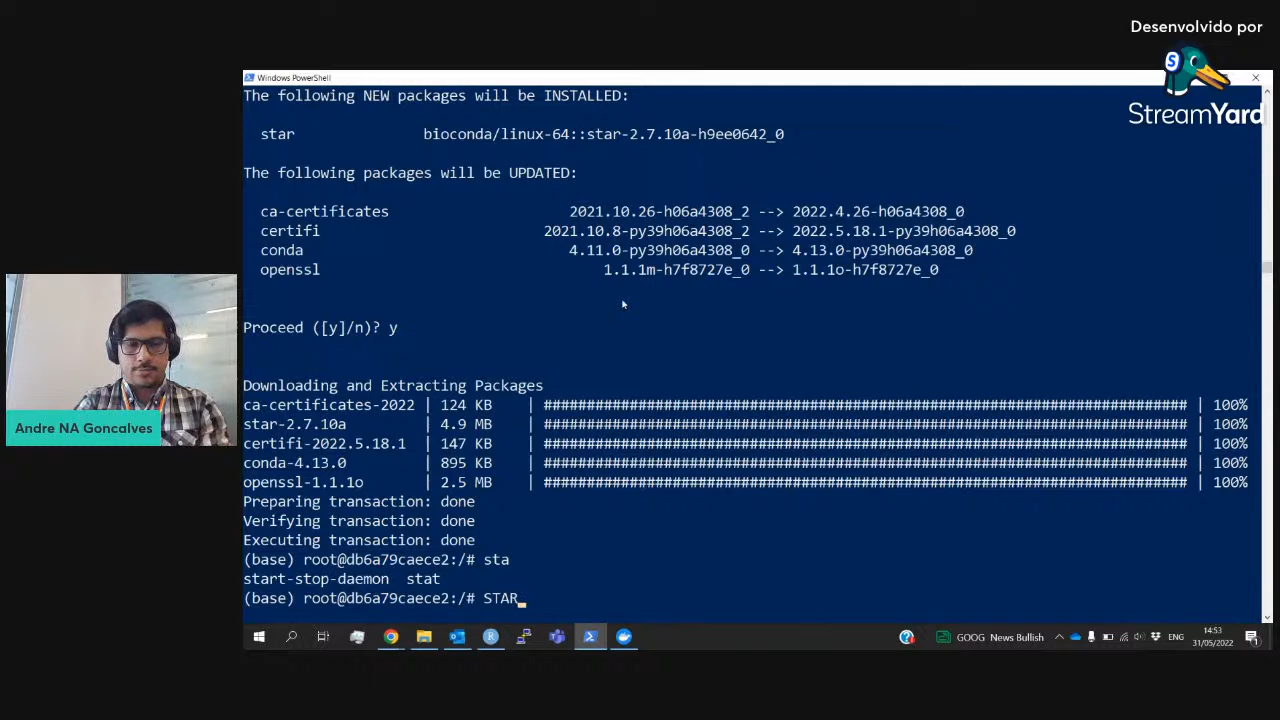 Desenvolvido por
S
StreamYard
Windows PowerShell
The following NEW packages will be INSTALLED:
star bioconda/linux-64::star-2.7.10a-h9ee0642_0
The following packages will be UPDATED:
ca-certificates 2021.10.26-h06a4308_2 --> 2022.4.26-h06a4308_0
certifi 2021.10.8-py39h06a4308_2 --> 2022.5.18.1-py39h06a4308_0
conda 4.11.0-py39h06a4308_0 --> 4.13.0-py39h06a4308_0
openssl 1.1.1m-h7f8727e_0 --> 1.1.1o-h7f8727e_0
Proceed ([y]/n)? y
Downloading and Extracting Packages
ca-certificates-2022 | 124 KB | ########################################################################### | 100%
star-2.7.10a | 4.9 MB | ########################################################################### | 100%
certifi-2022.5.18.1 | 147 KB | ########################################################################### | 100%
conda-4.13.0 | 895 KB | ########################################################################### | 100%
openssl-1.1.1o | 2.5 MB | ########################################################################### | 100%
Preparing transaction: done
Verifying transaction: done
Executing transaction: done
(base) root@db6a79caece2:/# sta
start-stop-daemon stat
(base) root@db6a79caece2:/# STAR_
Andre NA Goncalves
GOOG News Bullish
ENG
14:53
31/05/2022